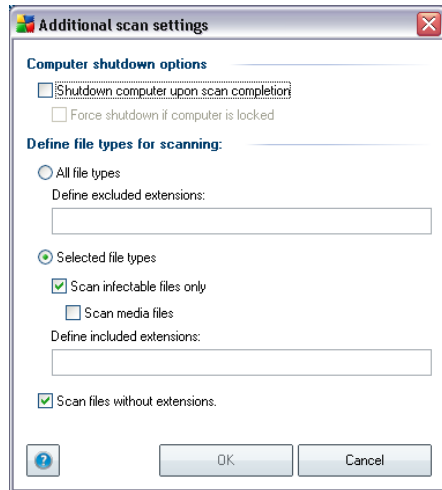 Additional scan settings
Computer shutdown options
Shutdown computer upon scan completion
Force shutdown if computer is locked
Define file types for scanning:
All file types
Define excluded extensions:
Selected file types
Scan infectable files only
Scan media files
Define included extensions:
Scan files without extensions.
?
OK
Cancel